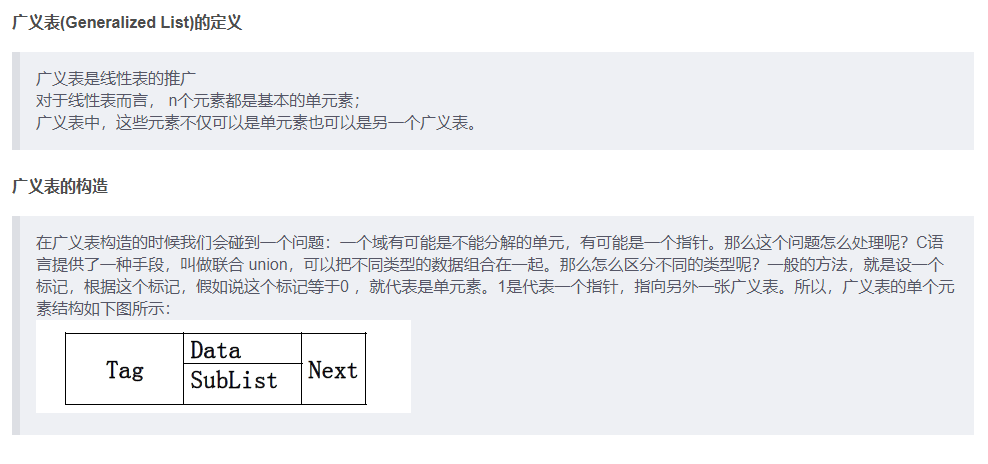 广义表(Generalized List)的定义
广义表是线性表的推广
对于线性表而言， n个元素都是基本的单元素；
广义表中，这些元素不仅可以是单元素也可以是另一个广义表。
广义表的构造
在广义表构造的时候我们会碰到一个问题：一个域有可能是不能分解的单元，有可能是一个指针。那么这个问题怎么处理呢？C语
言提供了一种手段，叫做联合 union，可以把不同类型的数据组合在一起。那么怎么区分不同的类型呢？一般的方法，就是设一个
标记，根据这个标记，假如说这个标记等于0 ，就代表是单元素。1是代表一个指针，指向另外一张广义表。所以，广义表的单个元
素结构如下图所示：
Tag
Data
SubList
Next